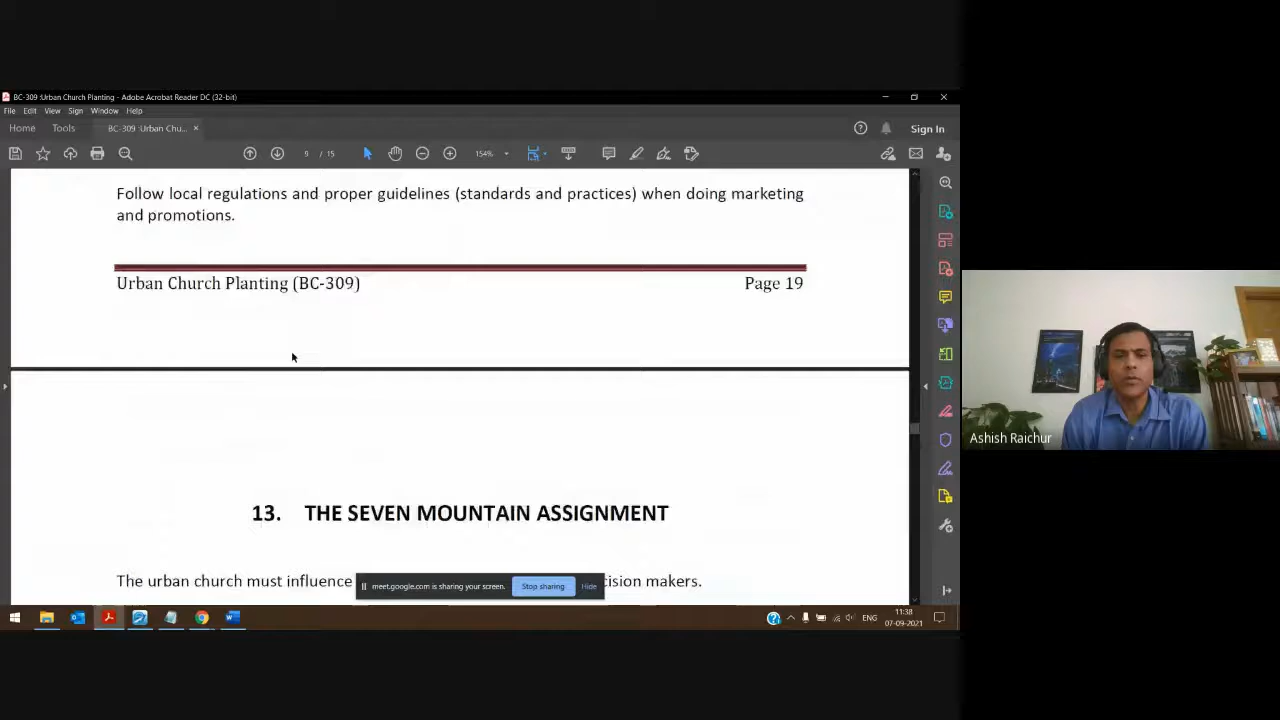 BC-309 :Urban Church Planting - Adobe Acrobat Reader DC (32-bit)
File Edit View Sign Window Help
Home Tools BC-309 :Urban Chu... × Sign In
9 / 15 154%
Follow local regulations and proper guidelines (standards and practices) when doing marketing
and promotions.
Urban Church Planting (BC-309) Page 19
13. THE SEVEN MOUNTAIN ASSIGNMENT
The urban church must influence cision makers.
meet.google.com is sharing your screen. Stop sharing Hide
ENG 11:38
07-09-2021
Ashish Raichur